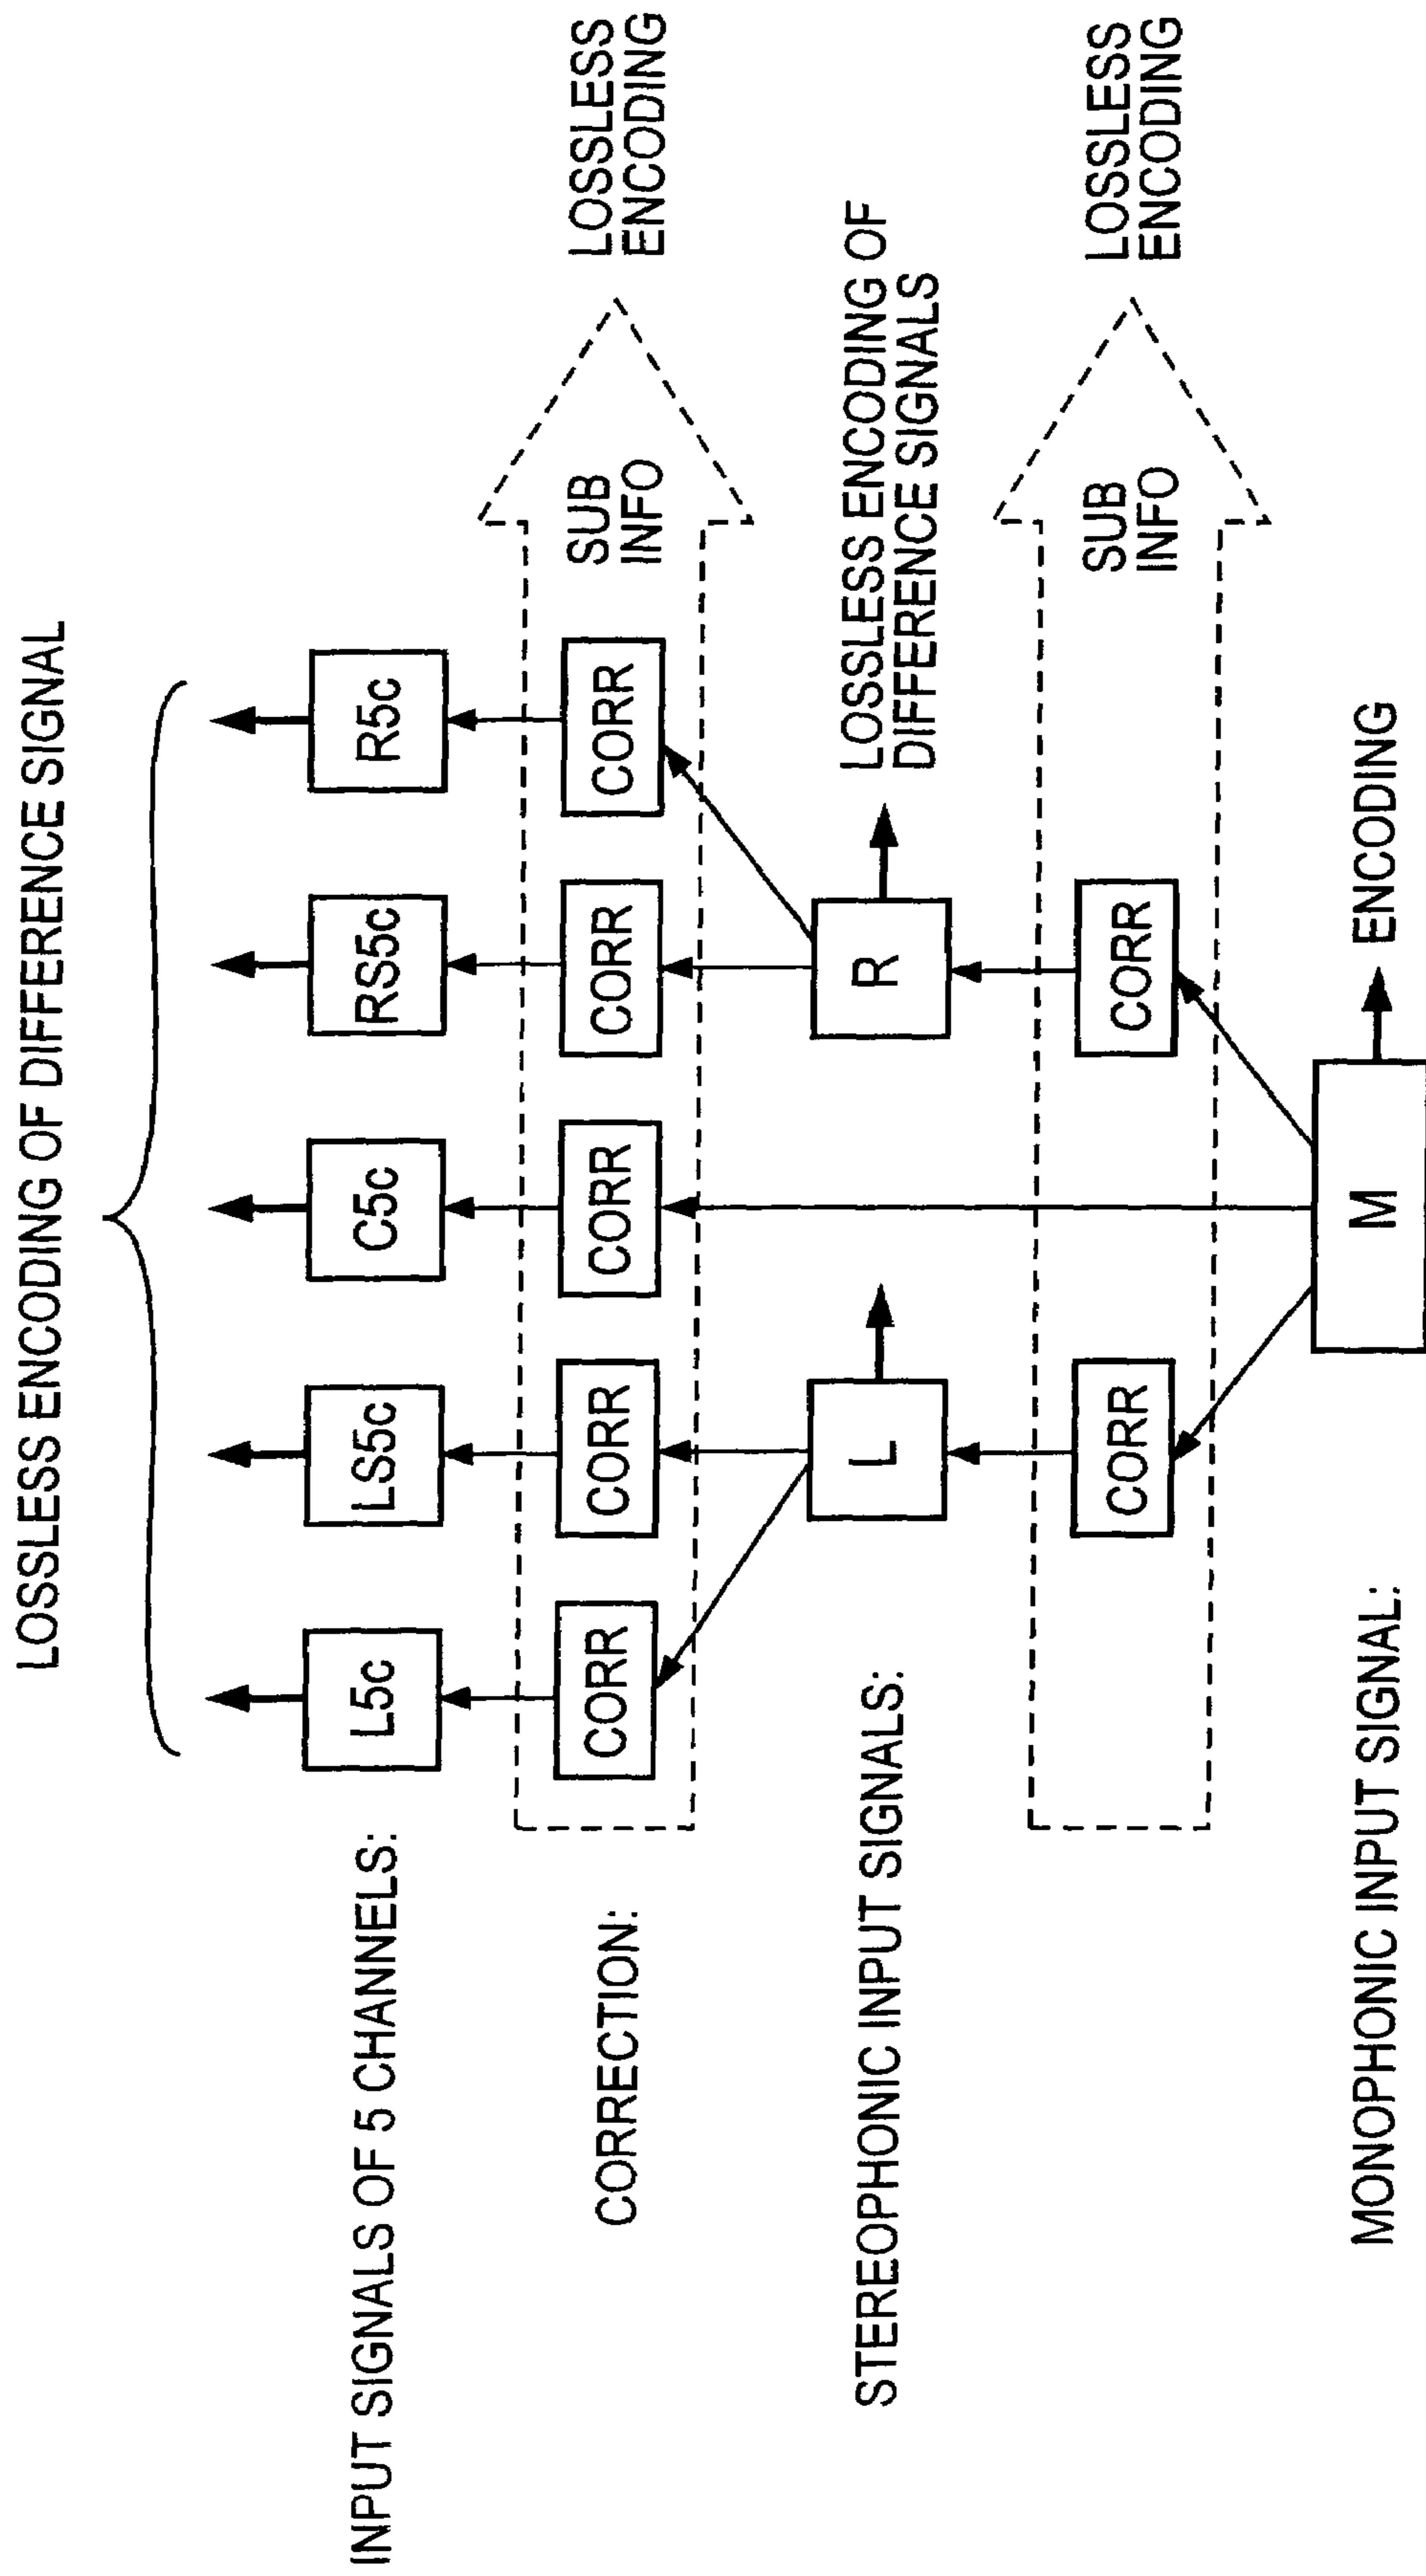 LOSSLESS ENCODING OF DIFFERENCE SIGNAL
INPUT SIGNALS OF 5 CHANNELS:
L5c
LS5c
C5c
RS5c
R5c
CORRECTION:
CORR
CORR
CORR
CORR
CORR
SUB
INFO
LOSSLESS
ENCODING
STEREOPHONIC INPUT SIGNALS:
L
R
LOSSLESS ENCODING OF
DIFFERENCE SIGNALS
CORR
CORR
SUB
INFO
LOSSLESS
ENCODING
MONOPHONIC INPUT SIGNAL:
M
ENCODING